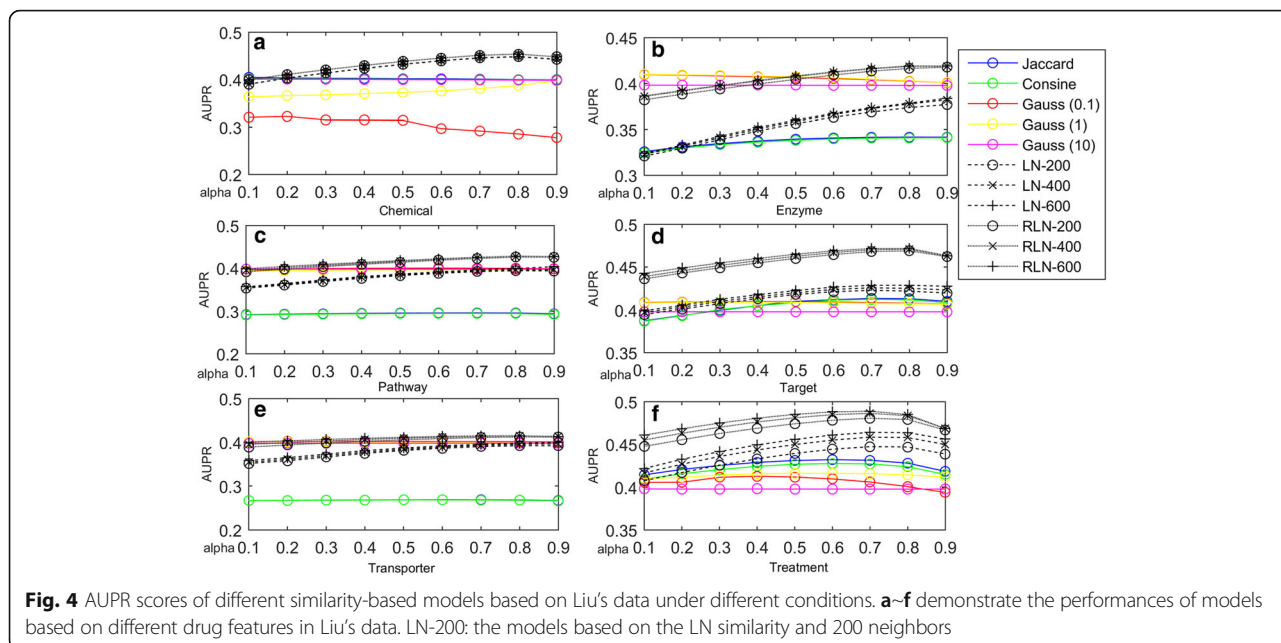 a
0.5
0.4
0.3
0.2
AUPR
alpha
0.1 0.2 0.3 0.4 0.5 0.6 0.7 0.8 0.9
Chemical
b
0.45
0.4
0.35
0.3
AUPR
alpha
0.1 0.2 0.3 0.4 0.5 0.6 0.7 0.8 0.9
Enzyme
Jaccard
Consine
Gauss (0.1)
Gauss (1)
Gauss (10)
LN-200
LN-400
LN-600
RLN-200
RLN-400
RLN-600
c
0.5
0.4
0.3
0.2
AUPR
alpha
0.1 0.2 0.3 0.4 0.5 0.6 0.7 0.8 0.9
Pathway
d
0.5
0.45
0.4
0.35
AUPR
alpha
0.1 0.2 0.3 0.4 0.5 0.6 0.7 0.8 0.9
Target
e
0.5
0.4
0.3
0.2
AUPR
alpha
0.1 0.2 0.3 0.4 0.5 0.6 0.7 0.8 0.9
Transporter
f
0.5
0.45
0.4
0.35
AUPR
alpha
0.1 0.2 0.3 0.4 0.5 0.6 0.7 0.8 0.9
Treatment
Fig. 4 AUPR scores of different similarity-based models based on Liu's data under different conditions. a~f demonstrate the performances of models
based on different drug features in Liu's data. LN-200: the models based on the LN similarity and 200 neighbors